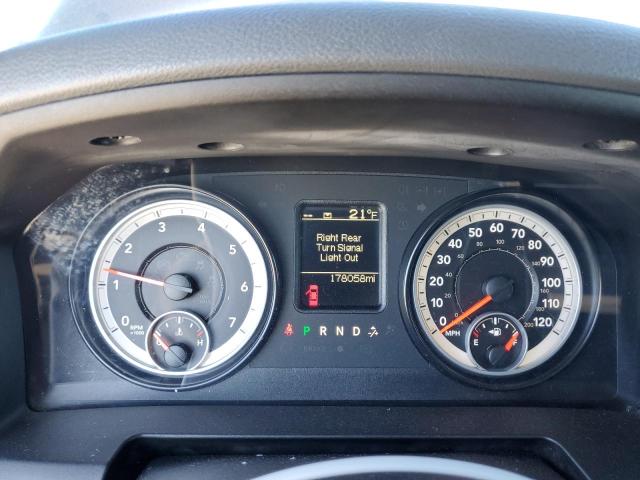 21°F
Right Rear
Turn Signal
Light Out
178058mi
P R N D
0 1 2 3 4 5 6 7
RPM
x1000
H
0 10 20 30 40 50 60 70 80 90 100 110 120
MPH
E F